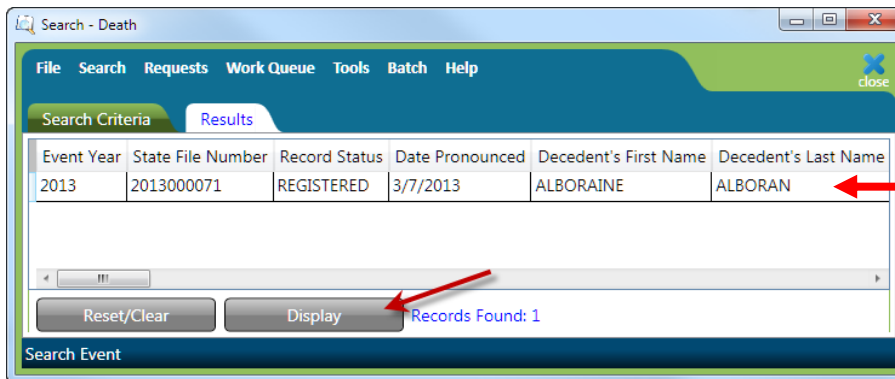 Search - Death
File Search Requests Work Queue Tools Batch Help
close
Search Criteria Results
Event Year State File Number Record Status Date Pronounced Decedent's First Name Decedent's Last Name
2013 2013000071 REGISTERED 3/7/2013 ALBORAINE ALBORAN
Reset/Clear Display Records Found: 1
Search Event